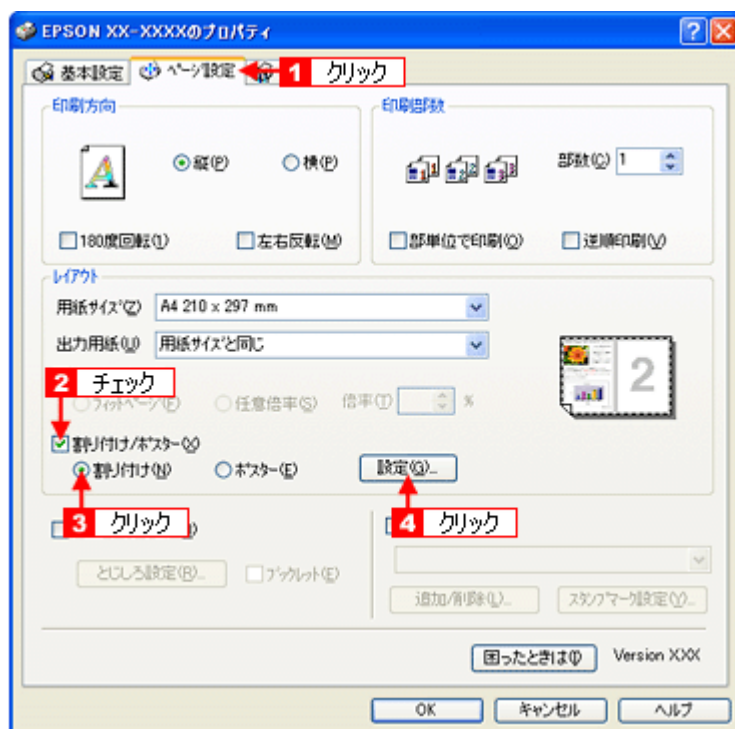 EPSON XX-XXXXのプロパティ
基本設定 ページ設定 1 クリック
印刷方向
縦(P) 横(P)
180度回転(1) 左右反転(M)
印刷部数
部数(C) 1
部単位で印刷(O) 逆順印刷(V)
レイアウト
用紙サイズ(Z) A4 210 x 297 mm
出力用紙(U) 用紙サイズと同じ
2
2 チェック
フィットページ(F) 任意倍率(S) 倍率(T) %
割り付け/ポスター(X)
割り付け(N) ポスター(E) 設定(G)...
3 クリック
4 クリック
とじしろ設定(R)... ブックレット(E)
追加/削除(L)... スタンプマーク設定(Y)...
困ったときは(I) Version XXX
OK キャンセル ヘルプ